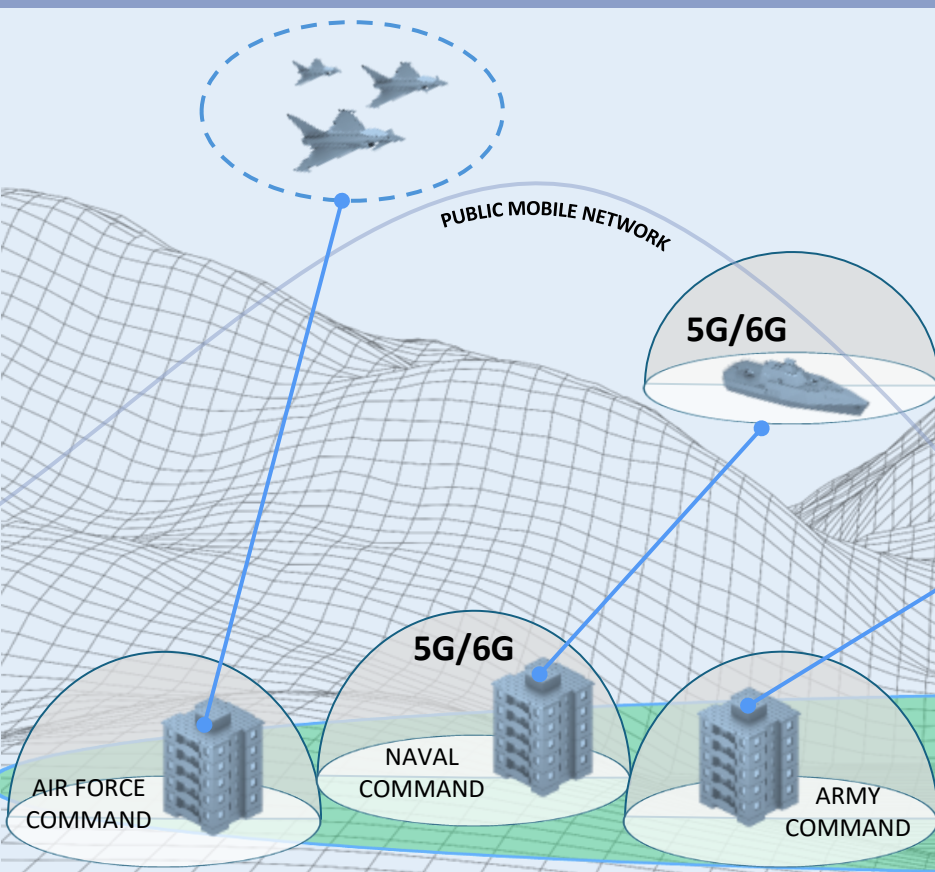 PUBLIC MOBILE NETWORK
5G/6G
5G/6G
NAVAL
COMMAND
AIR FORCE
COMMAND
ARMY
COMMAND